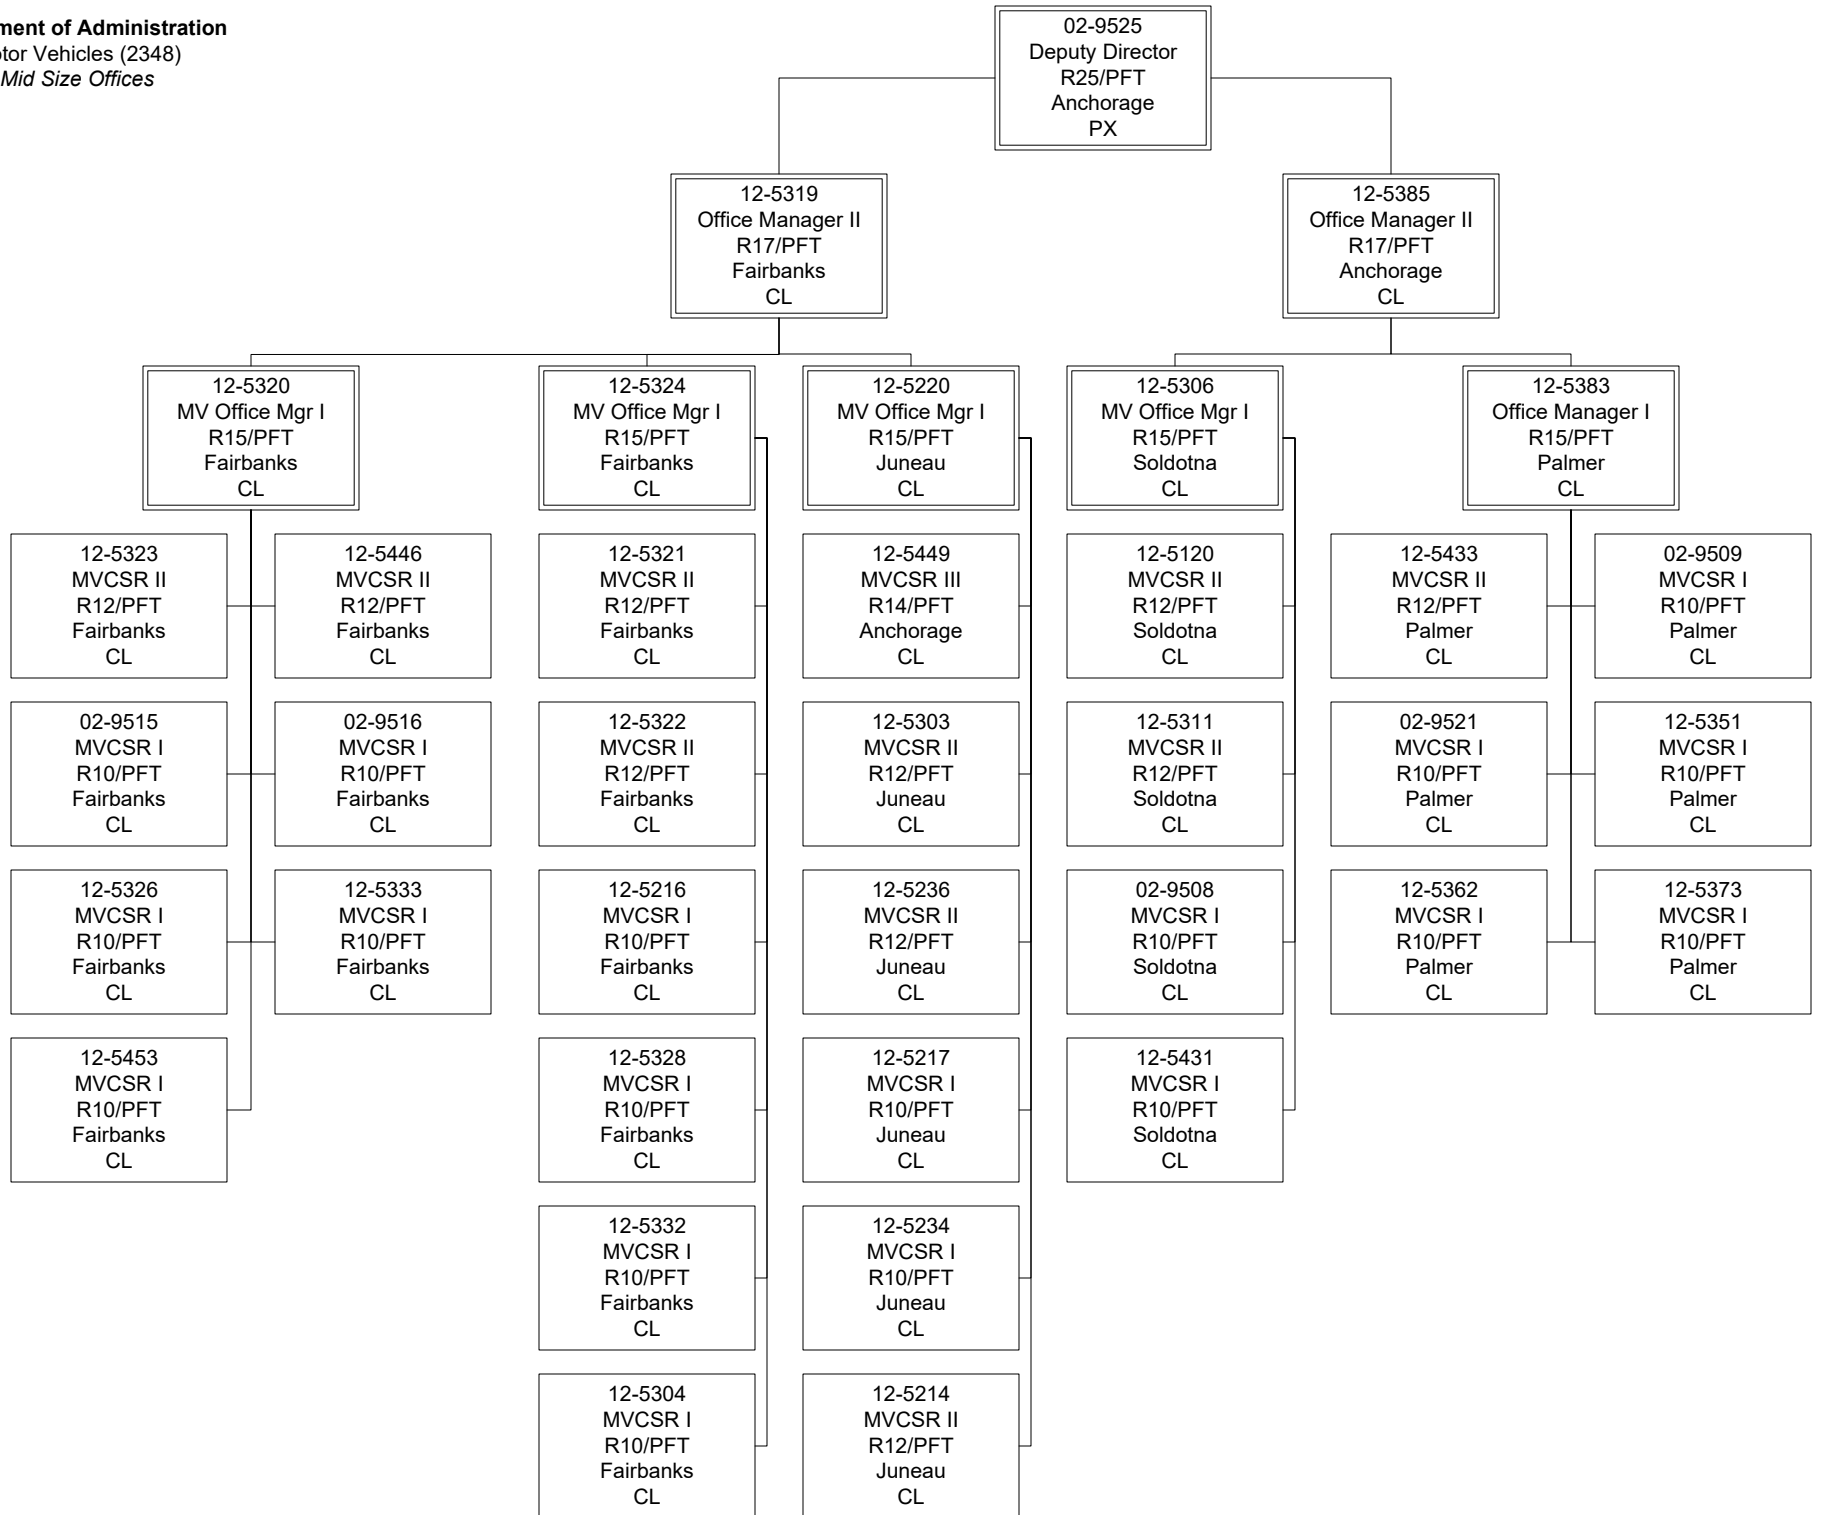 of Administration
Vehicles (2348)
Mid Size Offices
02-9525
Deputy Director
R25/PFT
Anchorage
PX
12-5319
Office Manager II
R17/PFT
Fairbanks
CL
12-5385
Office Manager II
R17/PFT
Anchorage
CL
12-5320
MV Office Mgr I
R15/PFT
Fairbanks
CL
12-5324
MV Office Mgr I
R15/PFT
Fairbanks
CL
12-5220
MV Office Mgr I
R15/PFT
Juneau
CL
12-5306
MV Office Mgr I
R15/PFT
Soldotna
CL
12-5383
Office Manager I
R15/PFT
Palmer
CL
12-5323
MVCSR II
R12/PFT
Fairbanks
CL
12-5446
MVCSR II
R12/PFT
Fairbanks
CL
12-5321
MVCSR II
R12/PFT
Fairbanks
CL
12-5449
MVCSR III
R14/PFT
Anchorage
CL
12-5120
MVCSR II
R12/PFT
Soldotna
CL
12-5433
MVCSR II
R12/PFT
Palmer
CL
02-9509
MVCSR I
R10/PFT
Palmer
CL
02-9515
MVCSR I
R10/PFT
Fairbanks
CL
02-9516
MVCSR I
R10/PFT
Fairbanks
CL
12-5322
MVCSR II
R12/PFT
Fairbanks
CL
12-5303
MVCSR II
R12/PFT
Juneau
CL
12-5311
MVCSR II
R12/PFT
Soldotna
CL
02-9521
MVCSR I
R10/PFT
Palmer
CL
12-5351
MVCSR I
R10/PFT
Palmer
CL
12-5326
MVCSR I
R10/PFT
Fairbanks
CL
12-5333
MVCSR I
R10/PFT
Fairbanks
CL
12-5216
MVCSR I
R10/PFT
Fairbanks
CL
12-5236
MVCSR II
R12/PFT
Juneau
CL
02-9508
MVCSR I
R10/PFT
Soldotna
CL
12-5362
MVCSR I
R10/PFT
Palmer
CL
12-5373
MVCSR I
R10/PFT
Palmer
CL
12-5453
MVCSR I
R10/PFT
Fairbanks
CL
12-5328
MVCSR I
R10/PFT
Fairbanks
CL
12-5217
MVCSR I
R10/PFT
Juneau
CL
12-5431
MVCSR I
R10/PFT
Soldotna
CL
12-5332
MVCSR I
R10/PFT
Fairbanks
CL
12-5234
MVCSR I
R10/PFT
Juneau
CL
12-5304
MVCSR I
R10/PFT
Fairbanks
CL
12-5214
MVCSR II
R12/PFT
Juneau
CL